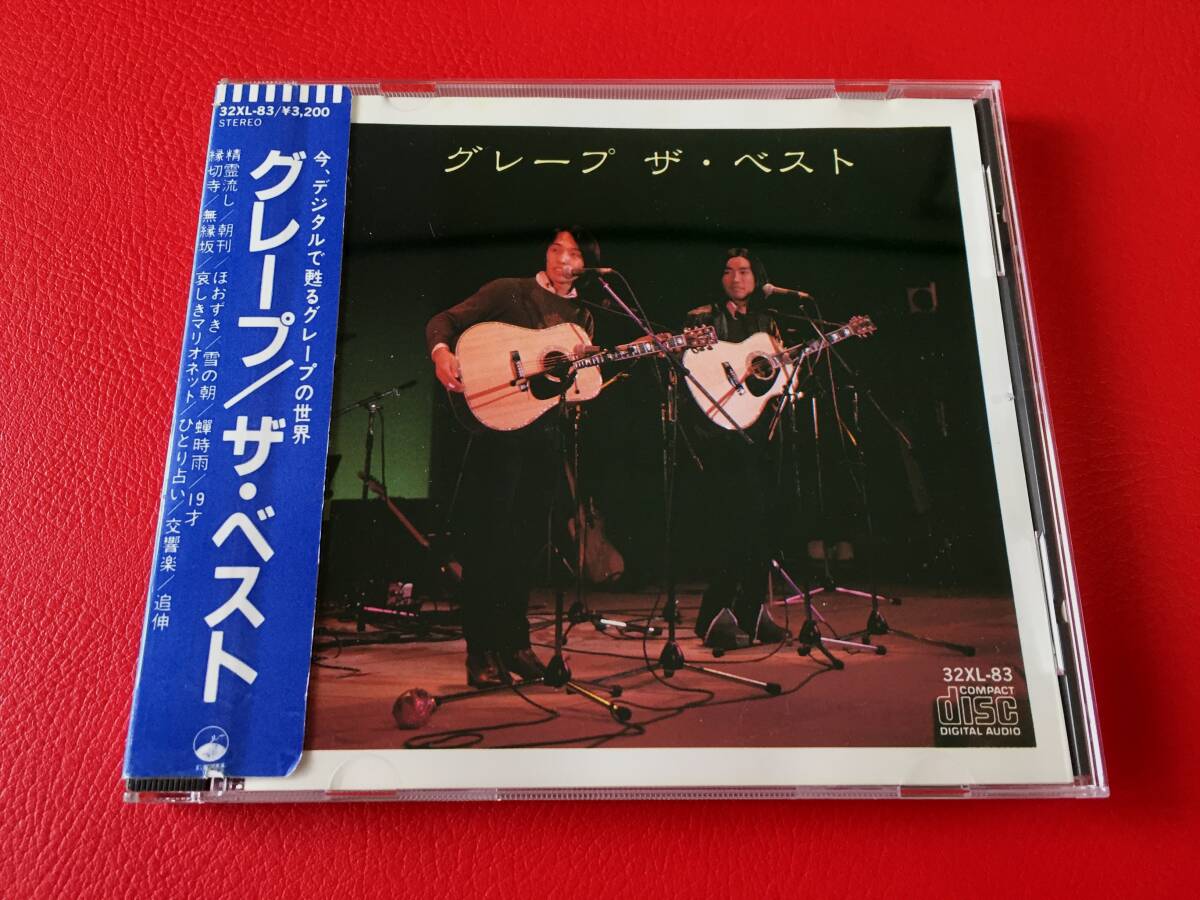 32XL-83/¥3,200
STEREO
今、デジタルで甦るグレープの世界
グレープ/ザ・ベスト
精霊流し/朝刊/ほおずき/雪の朝/蟬時雨/19才
縁切寺/無縁坂/哀しきマリオネット/ひとり占い/交響楽/追伸
グレープ ザ・ベスト
32XL-83
COMPACT
disc
DIGITAL AUDIO